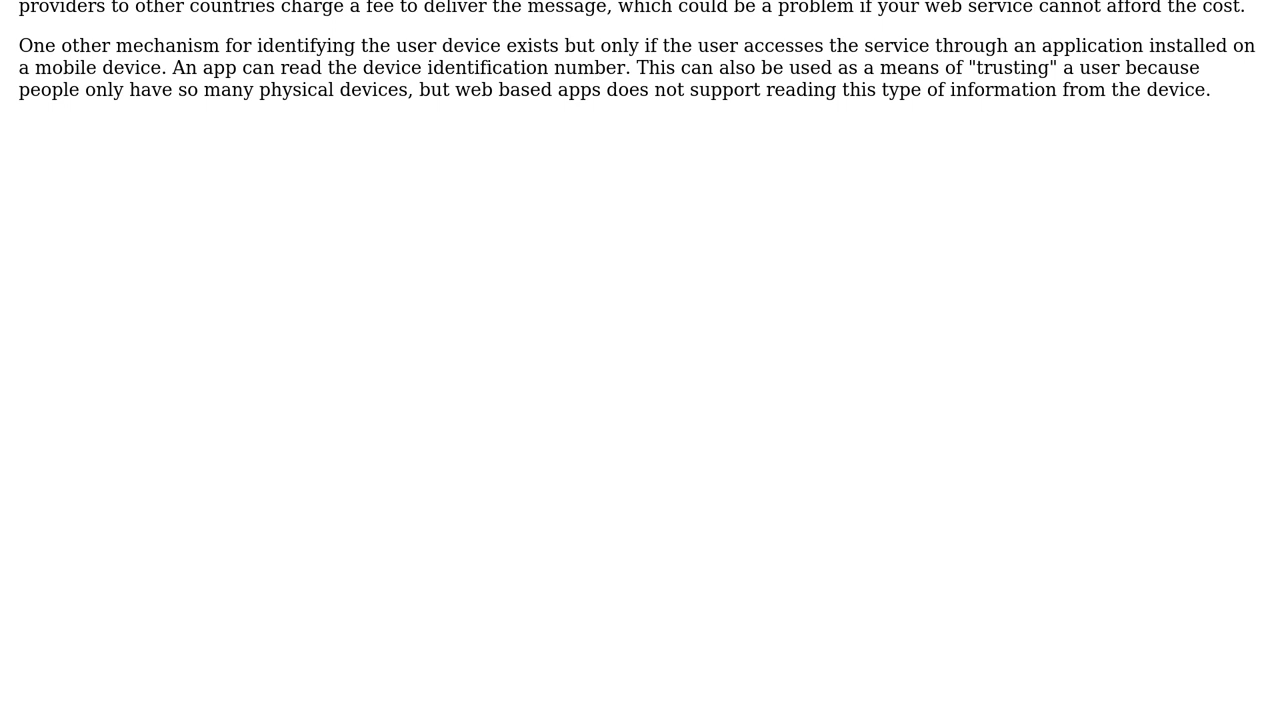 providers to other countries charge a fee to deliver the message, which could be a problem if your web service cannot afford the cost.
One other mechanism for identifying the user device exists but only if the user accesses the service through an application installed on
a mobile device. An app can read the device identification number. This can also be used as a means of "trusting" a user because
people only have so many physical devices, but web based apps does not support reading this type of information from the device.